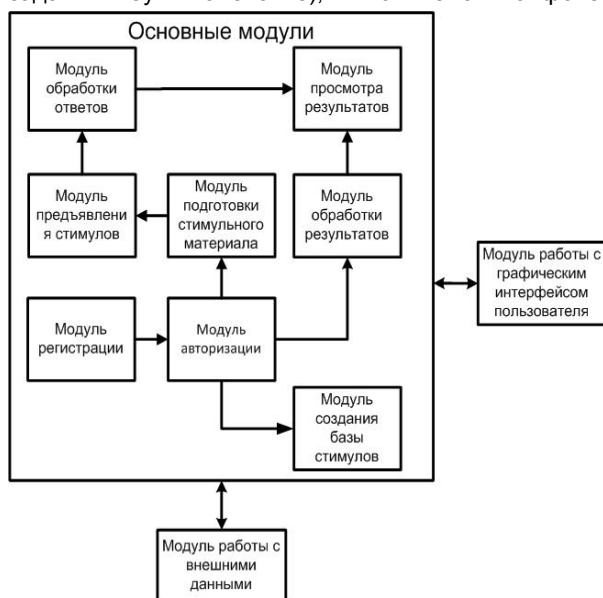 Основные модули
Модуль
обработки
ответов
Модуль
просмотра
результатов
Модуль
предъявлени
я стимулов
Модуль
подготовки
стимульного
материала
Модуль
обработки
результатов
Модуль работы с
графическим
интерфейсом
пользователя
Модуль
регистрации
Модуль
авторизации
Модуль
создания
базы
стимулов
Модуль работы с
внешними
данными